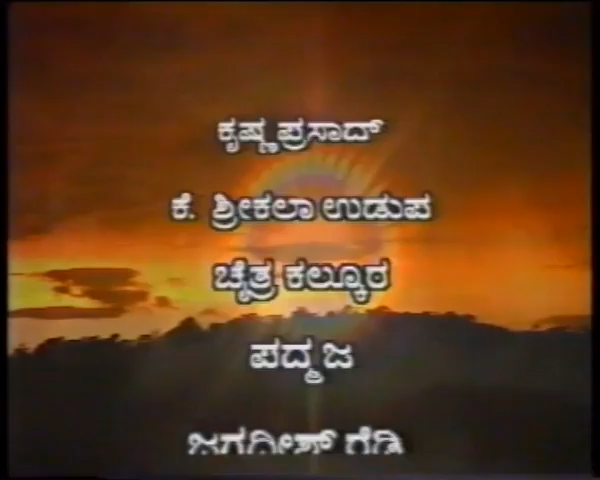 ಕೃಷ್ಣಪ್ರಸಾದ್
ಕೆ. ಶ್ರೀಕಲಾ ಉಡುಪ
ಚೈತ್ರ ಕಲ್ಕೂರ
ಪದ್ಮಜ
ಜಗದೀಶ್